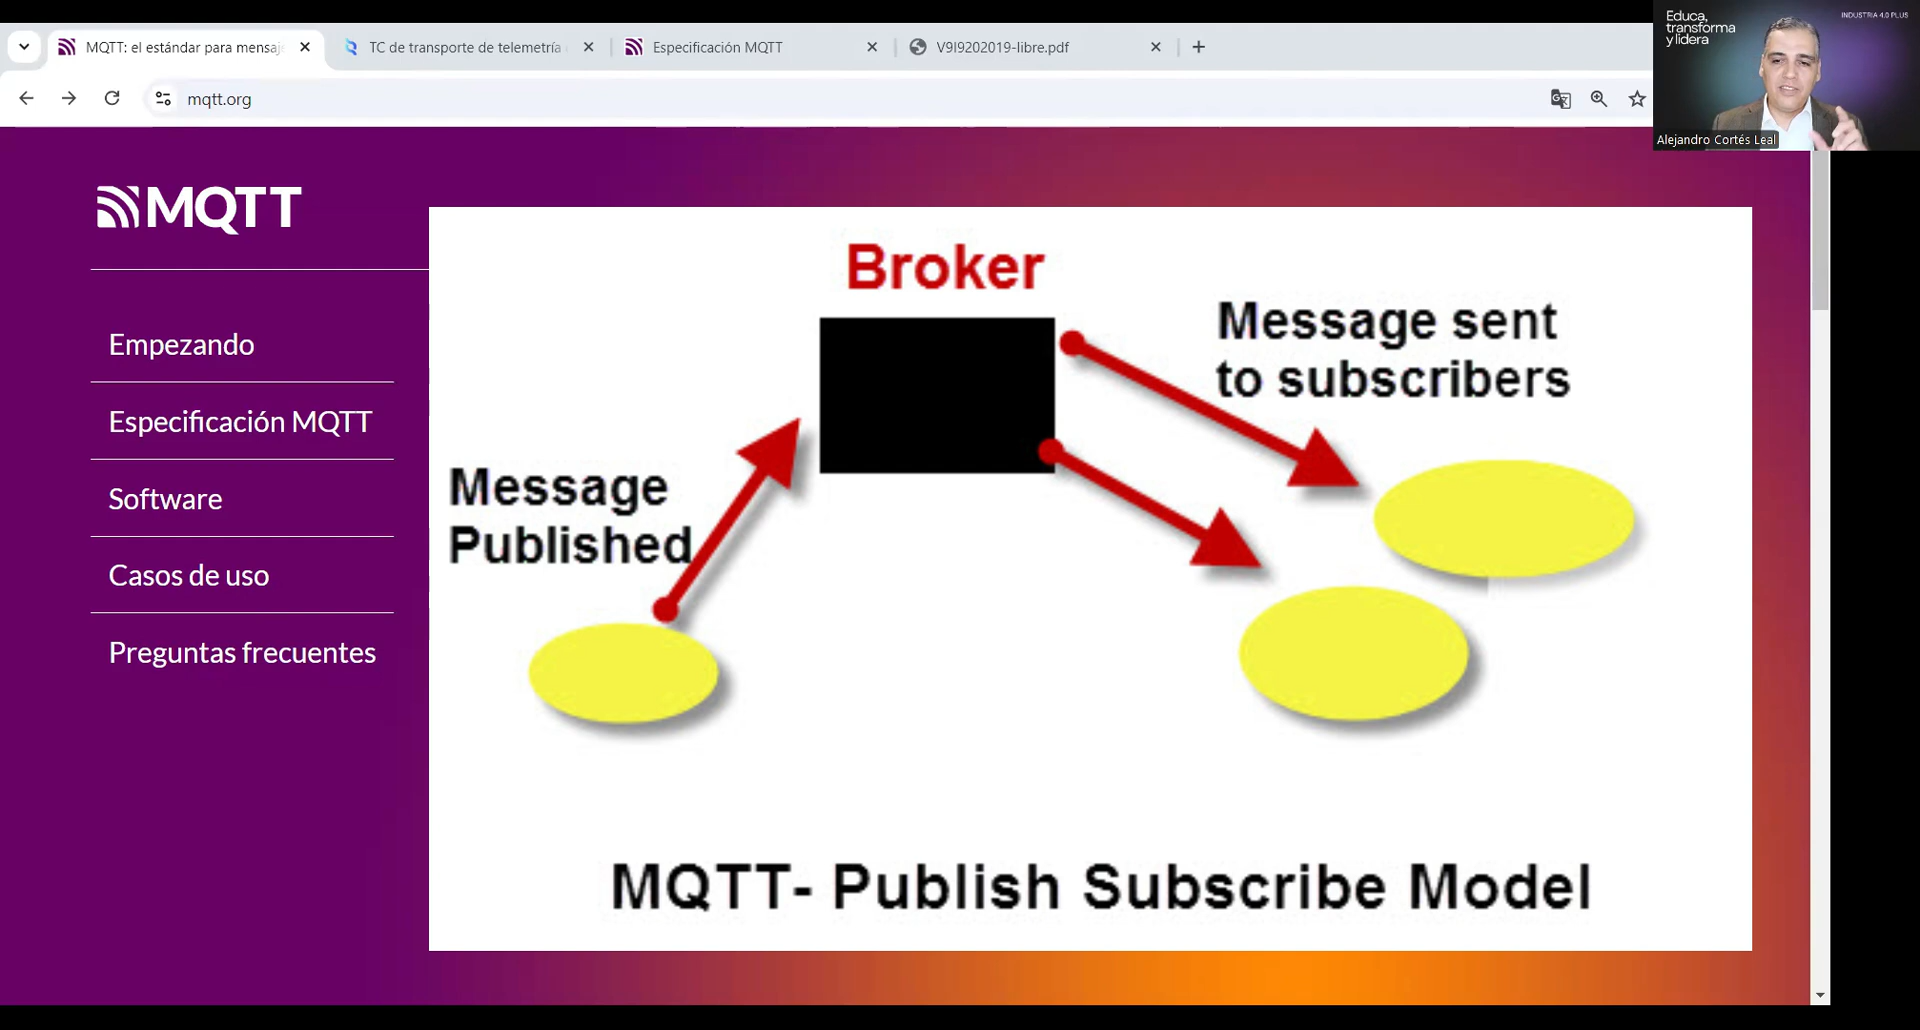 MQTT: el estándar para mensaje
TC de transporte de telemetría
Especificación MQTT
V9I9202019-libre.pdf
mqtt.org
Educa,
transforma
y lidera
INDUSTRIA 4.0 PLUS
Alejandro Cortés Leal
MQTT
Empezando
Especificación MQTT
Software
Casos de uso
Preguntas frecuentes
Broker
Message sent
to subscribers
Message
Published
MQTT- Publish Subscribe Model